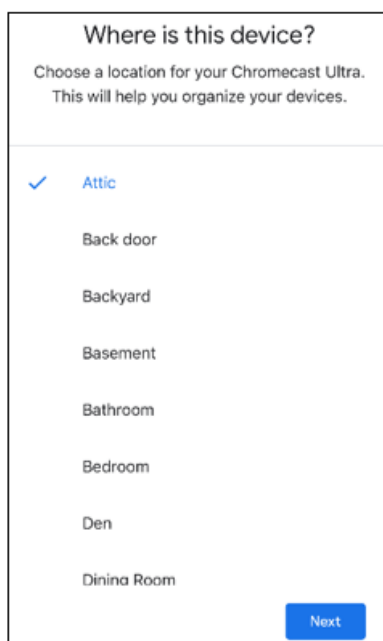 Where is this device?
Choose a location for your Chromecast Ultra.
This will help you organize your devices.
Attic
Back door
Backyard
Basement
Bathroom
Bedroom
Den
Dining Room
Next